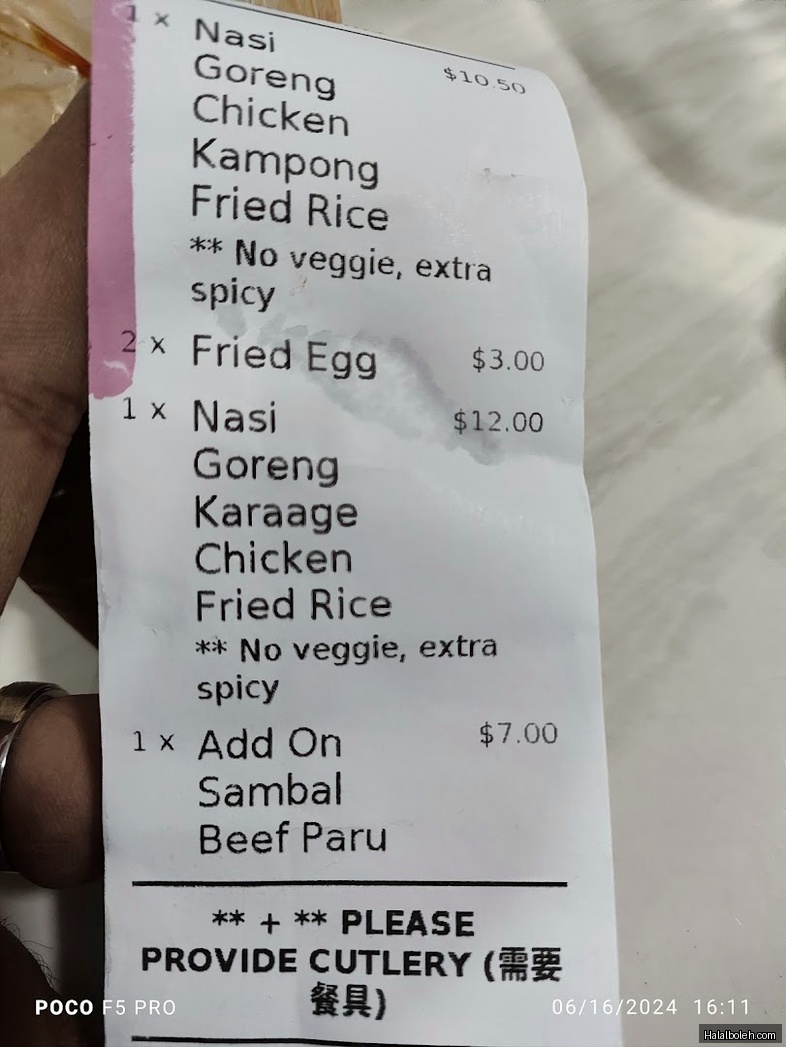 1 x Nasi $10.50
Goreng
Chicken
Kampong
Fried Rice
** No veggie, extra
spicy
2 x Fried Egg $3.00
1 x Nasi $12.00
Goreng
Karaage
Chicken
Fried Rice
** No veggie, extra
spicy
1 x Add On $7.00
Sambal
Beef Paru
** + ** PLEASE
PROVIDE CUTLERY (需要
餐具)
POCO F5 PRO 06/16/2024 16:11
Halalboleh.com